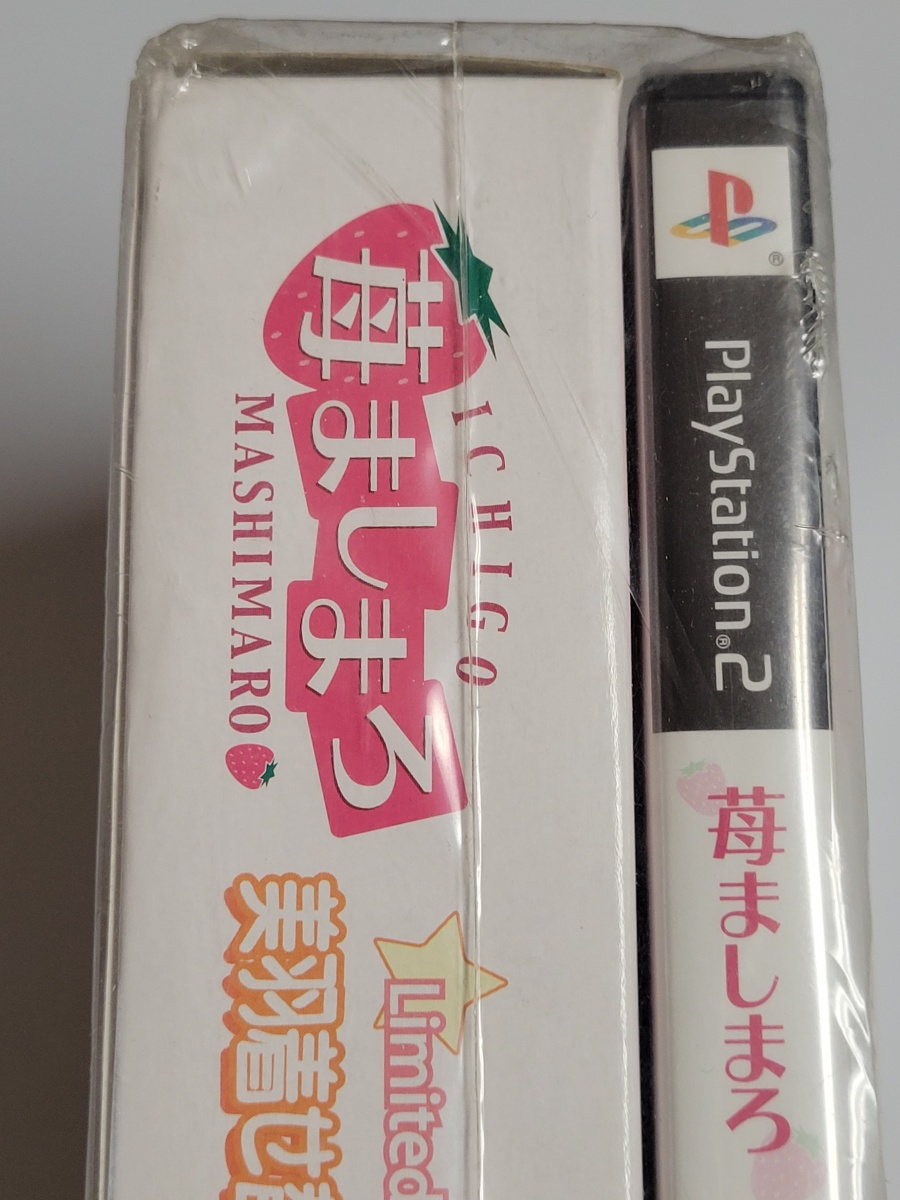 ICHIGO
苺ましまろ
MASHIMARO
Limited
美羽着せ
PlayStation®2
苺ましまろ